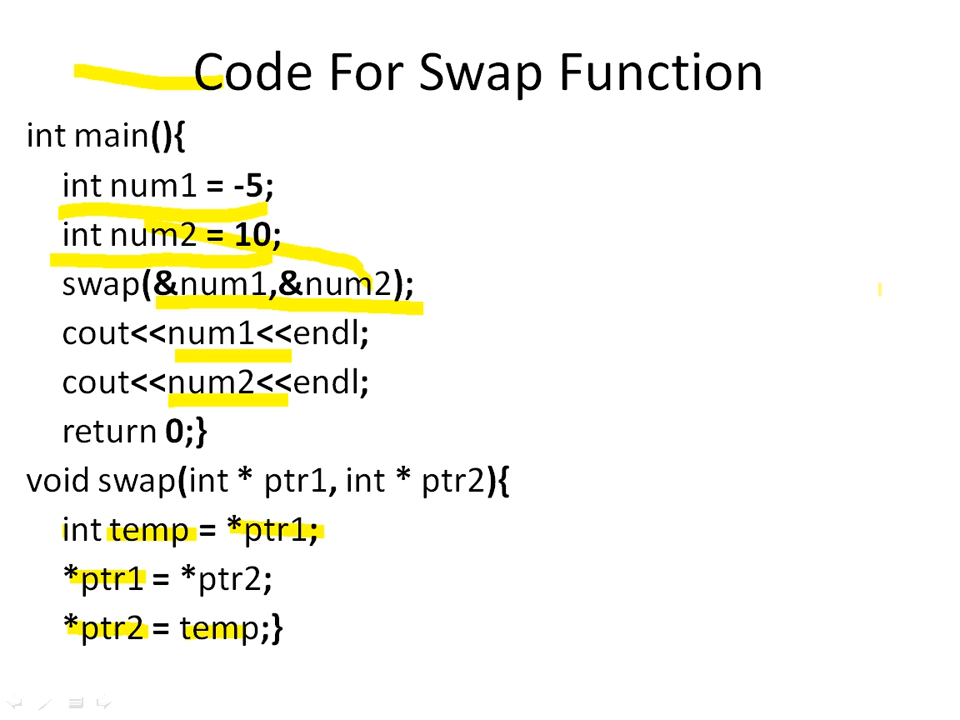 Code For Swap Function
int main(){
int num1 = -5;
int num2 = 10;
swap(&num1,&num2);
cout<<num1<<endl;
cout<<num2<<endl;
return 0;}
void swap(int * ptr1, int * ptr2){
int temp = *ptr1;
*ptr1 = *ptr2;
*ptr2 = temp;}